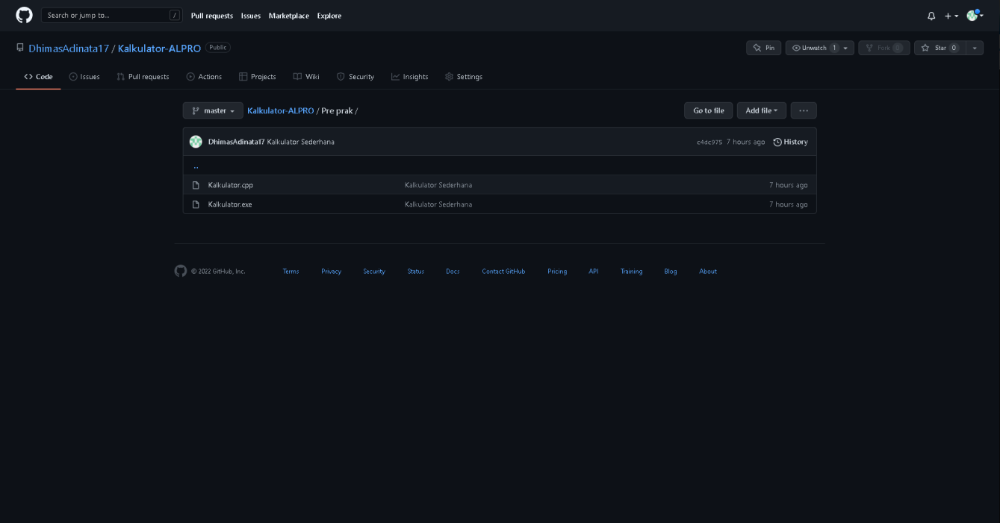 Search or jump to... / Pull requests Issues Marketplace Explore
DhimasAdinata17 / Kalkulator-ALPRO Public Pin Unwatch 1 Fork 0 Star 0
Code Issues Pull requests Actions Projects Wiki Security Insights Settings
master Kalkulator-ALPRO / Pre prak / Go to file Add file ...
DhimasAdinata17 Kalkulator Sederhana c4dc975 7 hours ago History
..
Kalkulator.cpp Kalkulator Sederhana 7 hours ago
Kalkulator.exe Kalkulator Sederhana 7 hours ago
© 2022 GitHub, Inc. Terms Privacy Security Status Docs Contact GitHub Pricing API Training Blog About